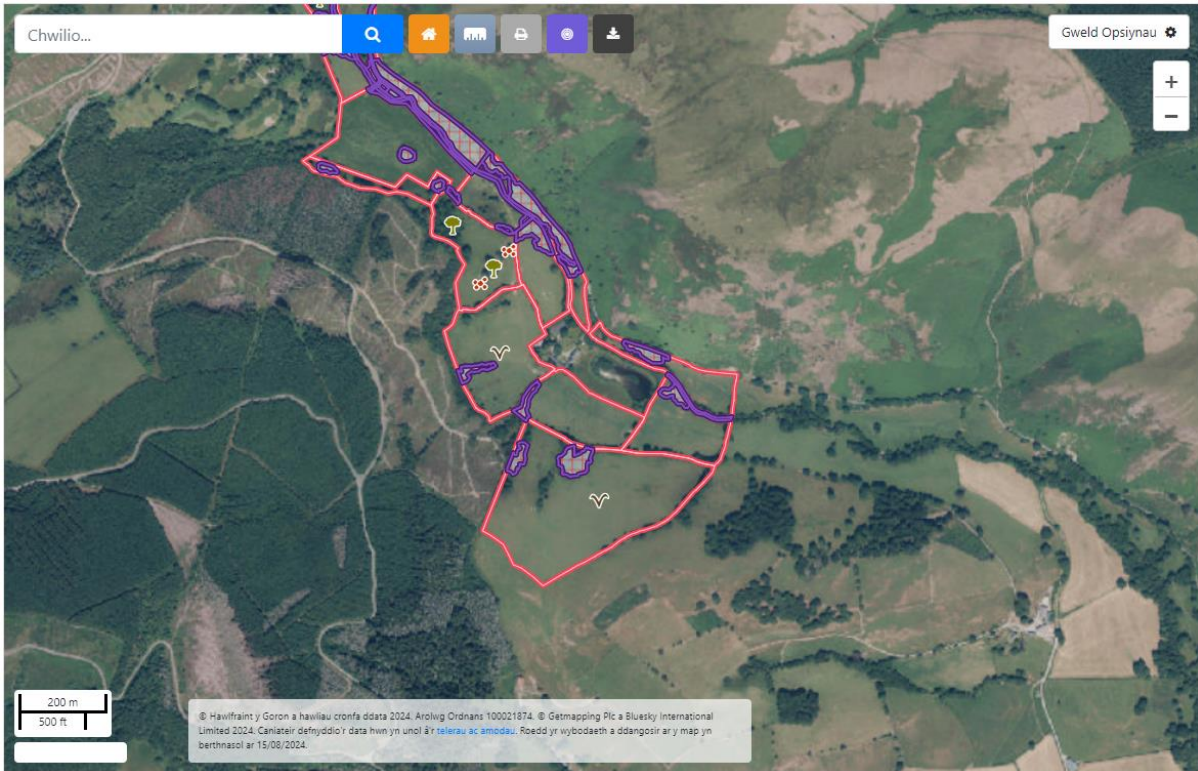 Chwilio...
Gweld Opsiynau
+
−
200 m
500 ft
© Hawlfraint y Goron a hawliau cronfa ddata 2024. Arolwg Ordnans 100021874. © Getmapping Plc a Bluesky International
Limited 2024. Caniateir defnyddio'r data hwn yn unol â'r telerau ac amodau. Roedd yr wybodaeth a ddangosir ar y map yn
berthnasol ar 15/08/2024.